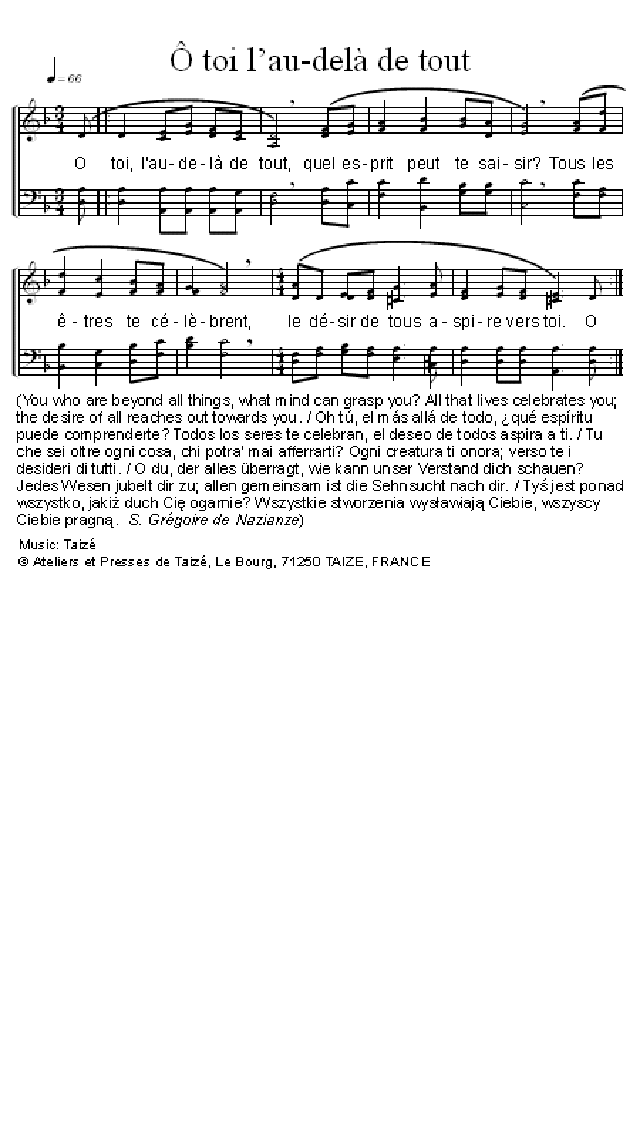 Ô toi l'au-delà de tout
♩= 66
O toi, l'au-de-là de tout, quel es-prit peut te sai-sir? Tous les
ê-tres te cé-lè-brent, le dé-sir de tous a-spi-re vers toi. O
(You who are beyond all things, what mind can grasp you? All that lives celebrates you;
the desire of all reaches out towards you. / Oh tú, el más allá de todo, ¿qué espíritu
puede comprenderte? Todos los seres te celebran, el deseo de todos aspira a ti. / Tu
che sei oltre ogni cosa, chi potra' mai afferrarti? Ogni creatura ti onora; verso te i
desideri di tutti. / O du, der alles überragt, wie kann unser Verstand dich schauen?
Jedes Wesen jubelt dir zu; allen gemeinsam ist die Sehnsucht nach dir. / Tyś jest ponad
wszystko, jakiż duch Cię ogarnie? Wszystkie stworzenia wysławiają Ciebie, wszyscy
Ciebie pragną. S. Grégoire de Nazianze)
Music: Taizé
© Ateliers et Presses de Taizé, Le Bourg, 71250 TAIZE, FRANCE